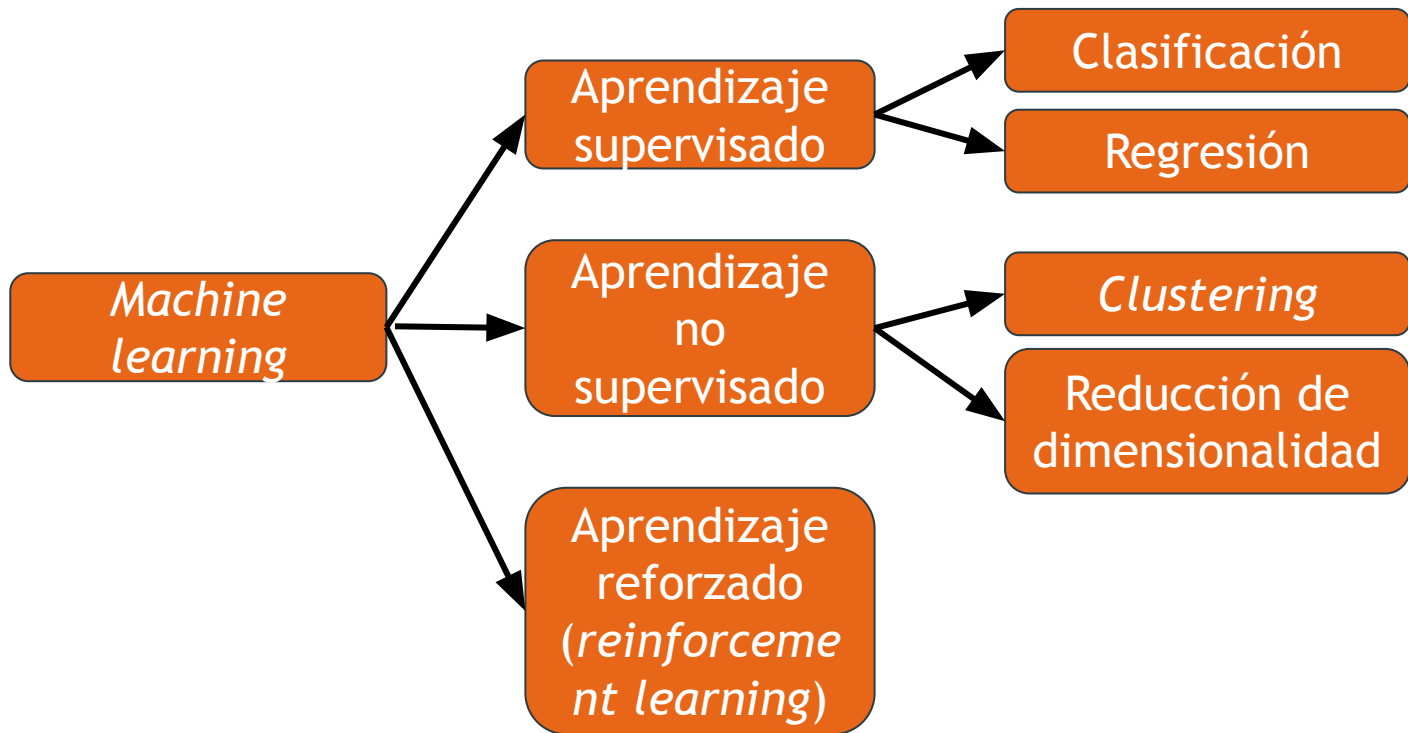 Machine
learning
Aprendizaje
supervisado
Clasificación
Regresión
Aprendizaje
no
supervisado
Clustering
Reducción de
dimensionalidad
Aprendizaje
reforzado
(reinforceme
nt learning)